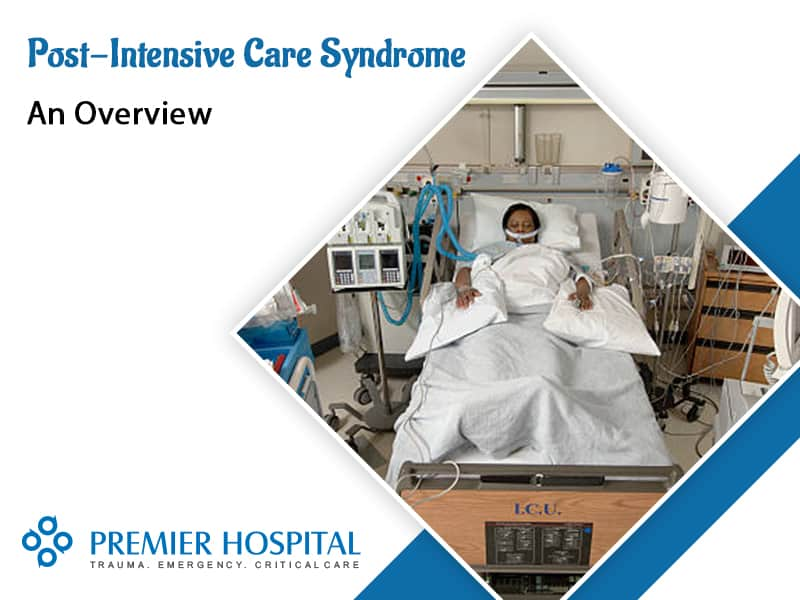 Post-Intensive Care Syndrome
An Overview
I.C.U.
PREMIER HOSPITAL
TRAUMA. EMERGENCY. CRITICAL CARE